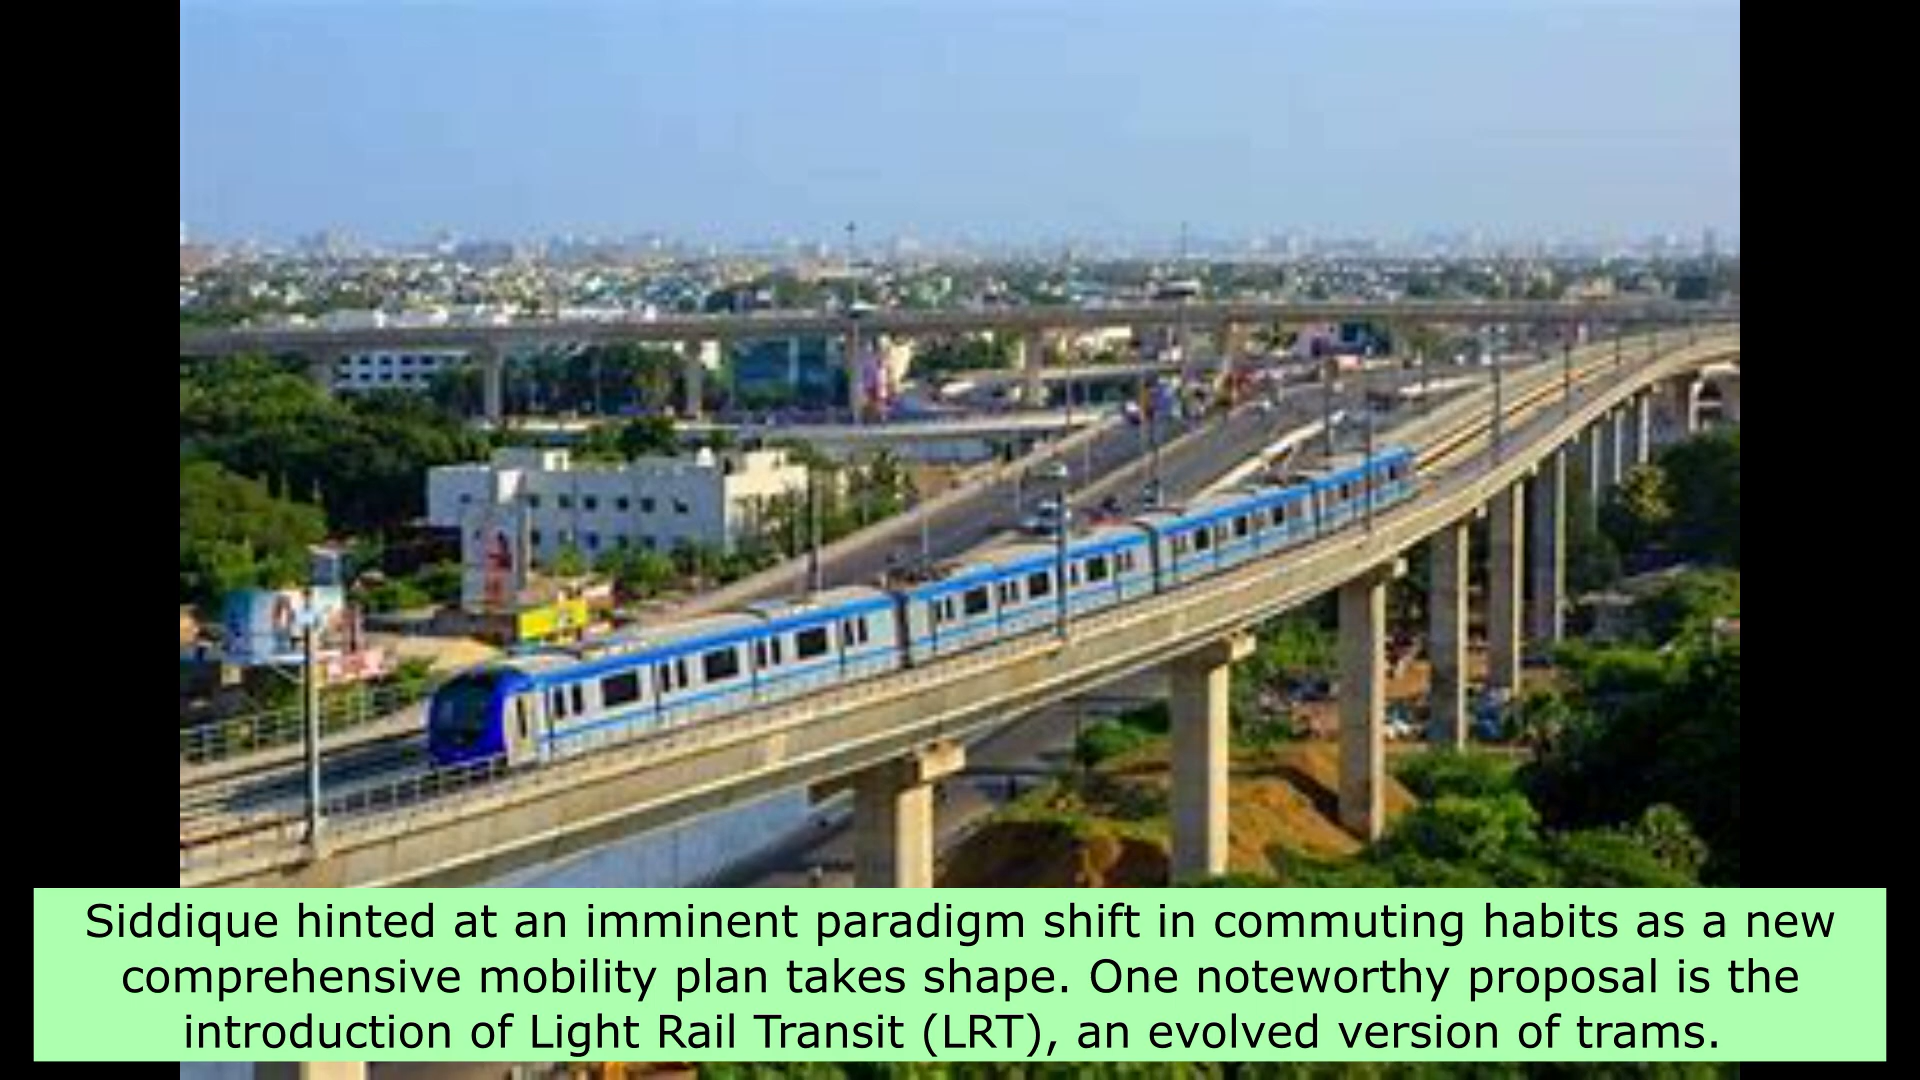 Siddique hinted at an imminent paradigm shift in commuting habits as a new
comprehensive mobility plan takes shape. One noteworthy proposal is the
introduction of Light Rail Transit (LRT), an evolved version of trams.